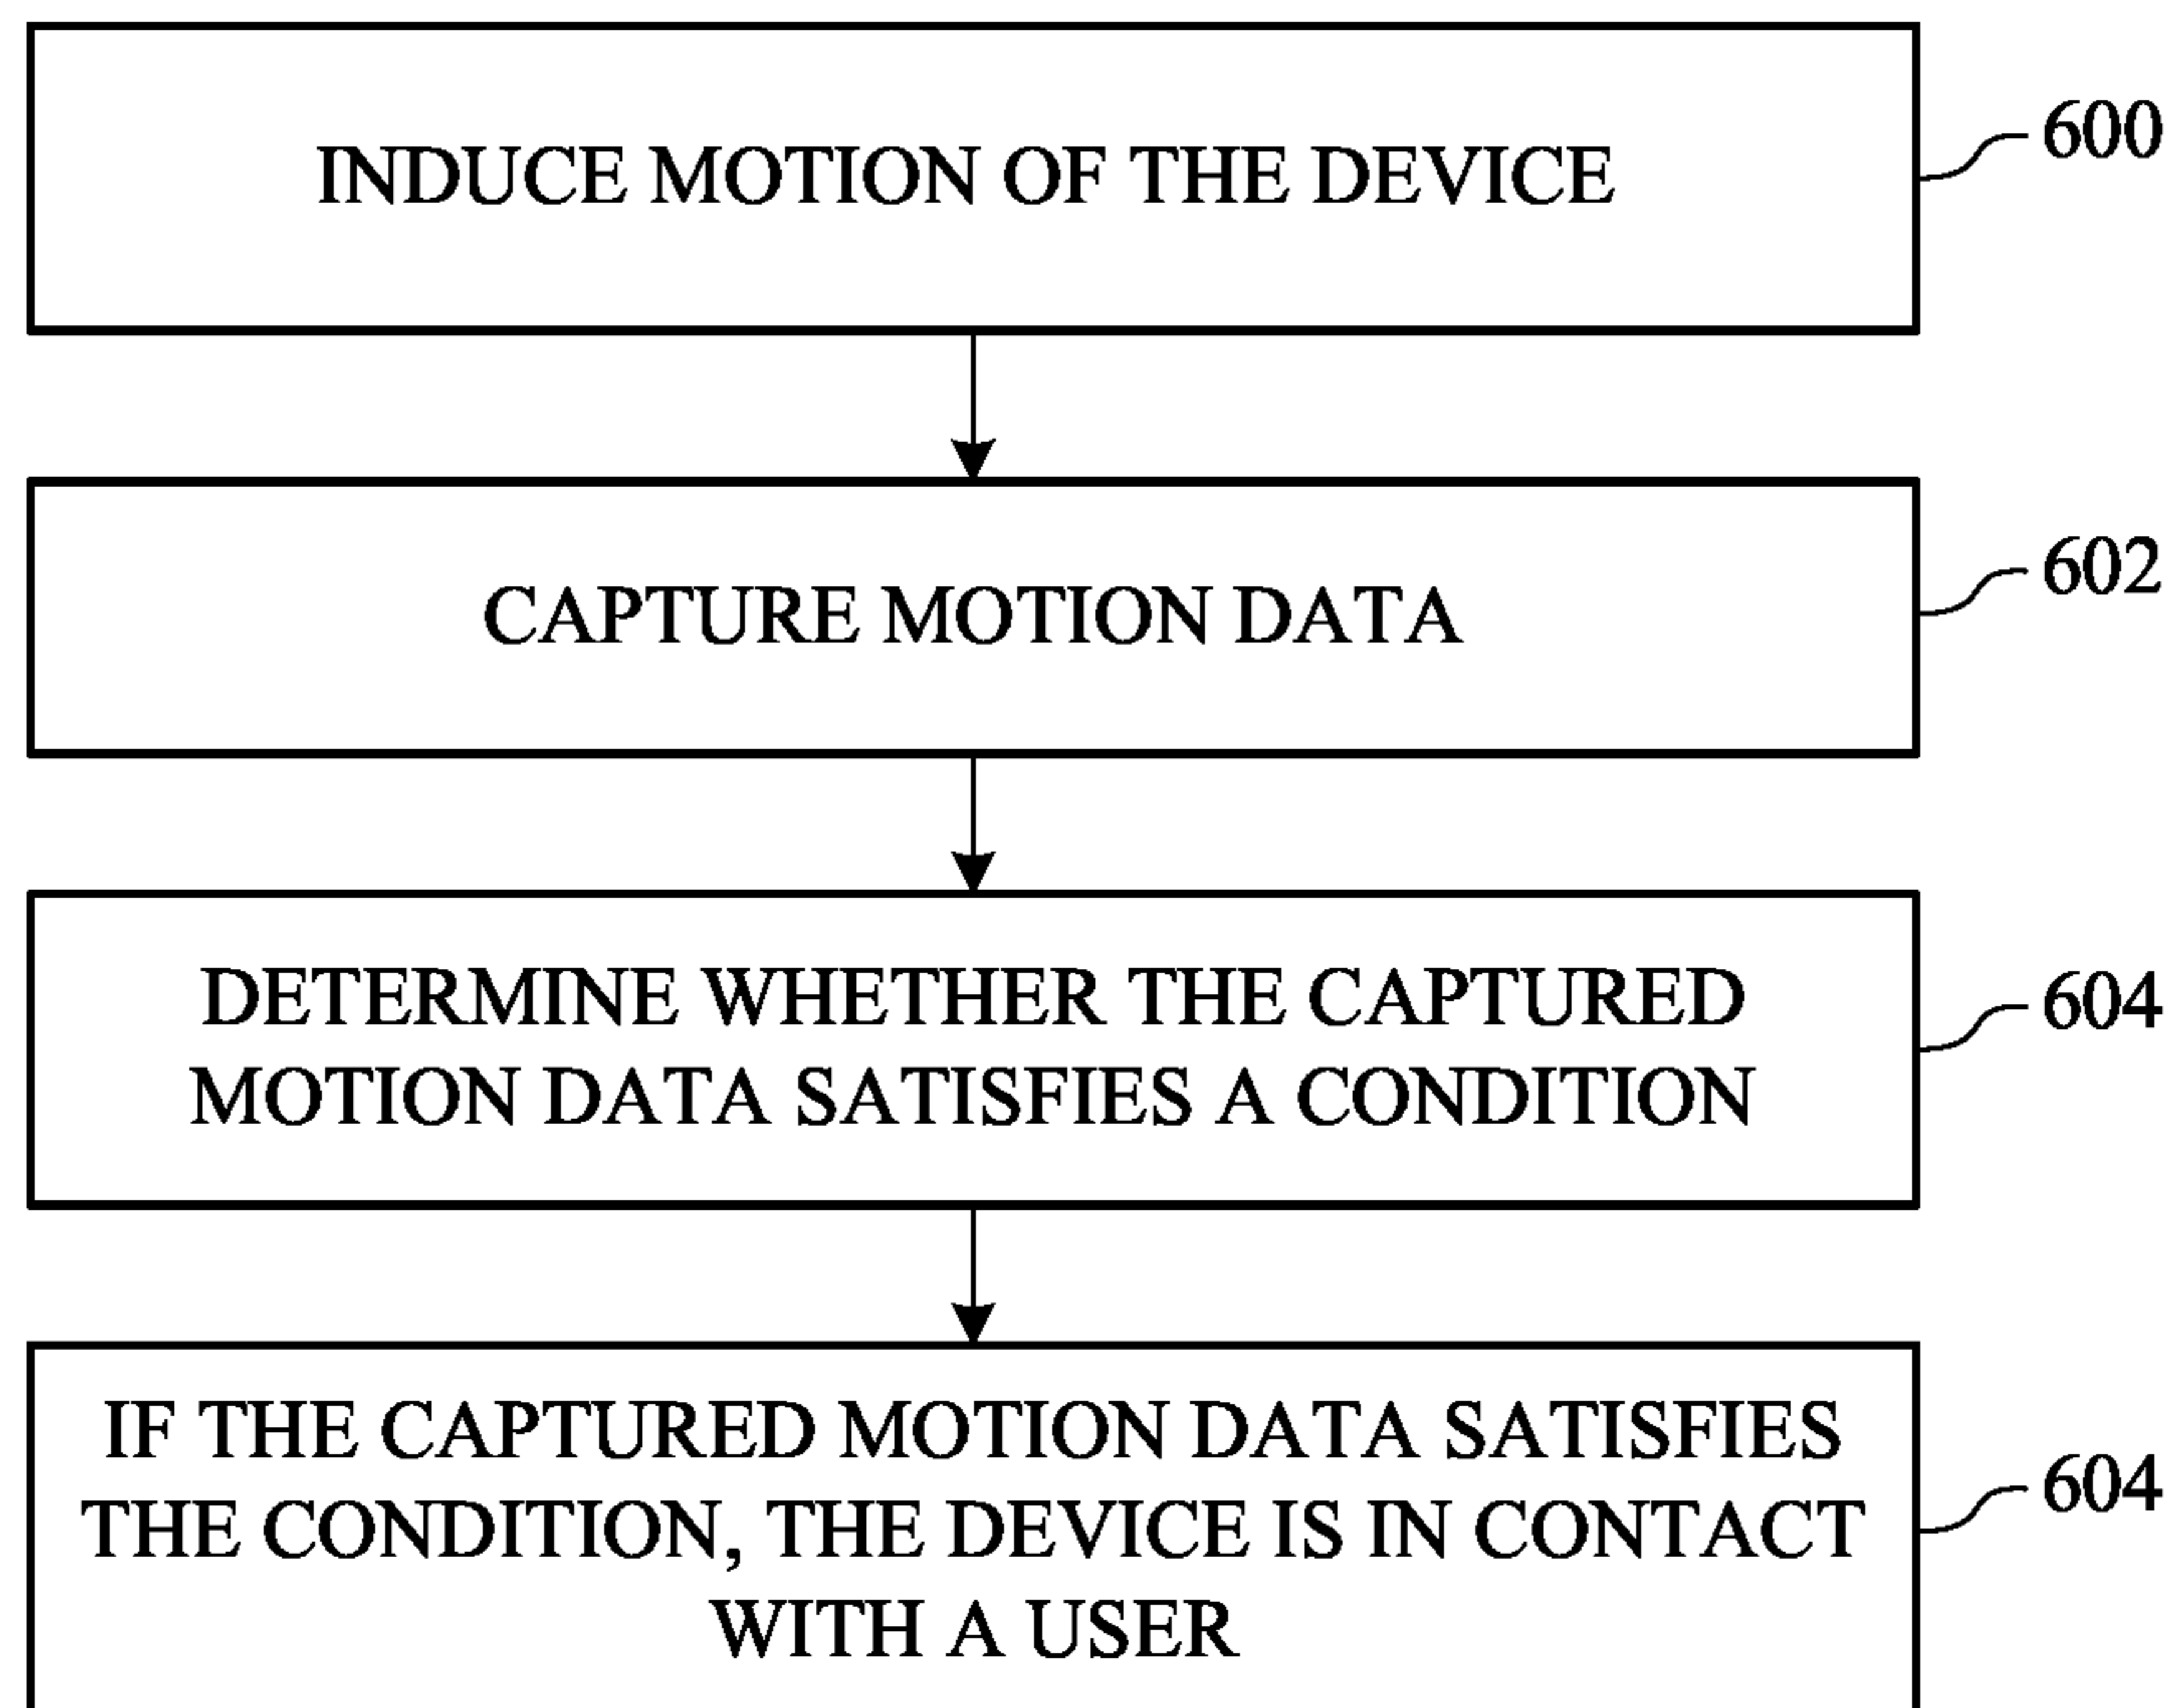 INDUCE MOTION OF THE DEVICE
600
CAPTURE MOTION DATA
602
DETERMINE WHETHER THE CAPTURED
MOTION DATA SATISFIES A CONDITION
604
IF THE CAPTURED MOTION DATA SATISFIES
THE CONDITION, THE DEVICE IS IN CONTACT
WITH A USER
604